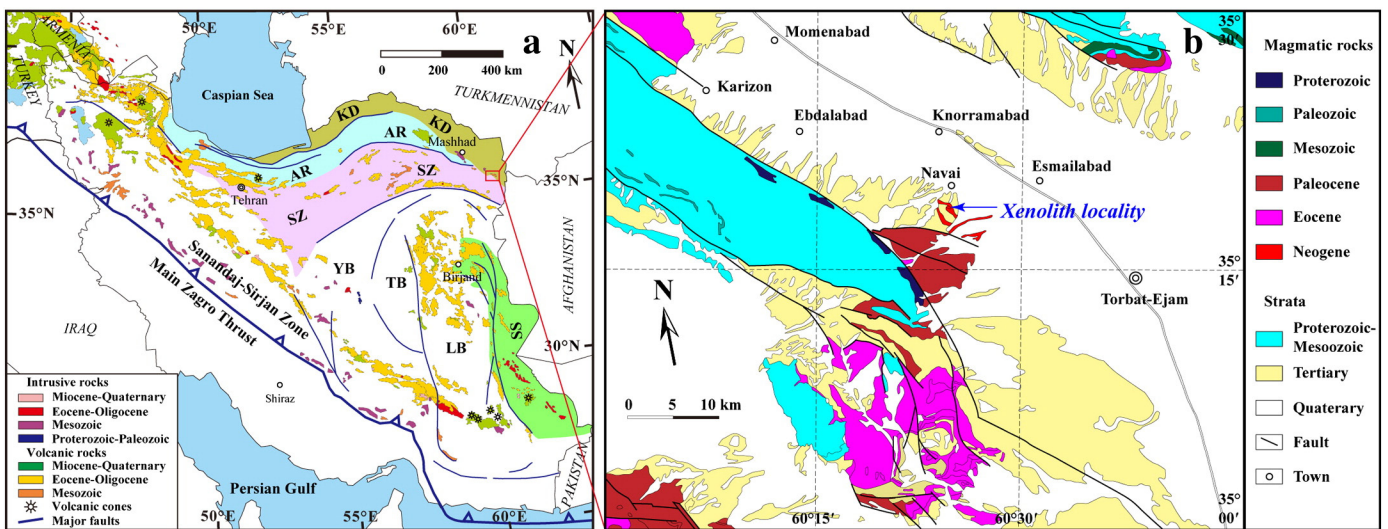 50°E
55°E
60°E
a
N
0 200 400 km
ARMENIA
TURKEY
Caspian Sea
TURKMENNISTAN
KD
KD
AR
Mashhad
AR
SZ
Tehran
SZ
35°N
35°N
Sanandaj-Sirjan Zone
Main Zagro Thrust
YB
TB
Birjand
AFGHANISTAN
IRAQ
LB
SS
30°N
Shiraz
Persian Gulf
PAKISTAN
50°E
55°E
60°E
Intrusive rocks
Miocene-Quaternary
Eocene-Oligocene
Mesozoic
Proterozoic-Paleozoic
Volcanic rocks
Miocene-Quaternary
Eocene-Oligocene
Mesozoic
Volcanic cones
Major faults
b
35°
30′
Momenabad
Karizon
Ebdalabad
Knorramabad
Esmailabad
Navai
Xenolith locality
35°
15′
Torbat-Ejam
N
0 5 10 km
35°
00′
60°15′
60°30′
Magmatic rocks
Proterozoic
Paleozoic
Mesozoic
Paleocene
Eocene
Neogene
Strata
Proterozoic-
Mesoozoic
Tertiary
Quaterary
Fault
Town